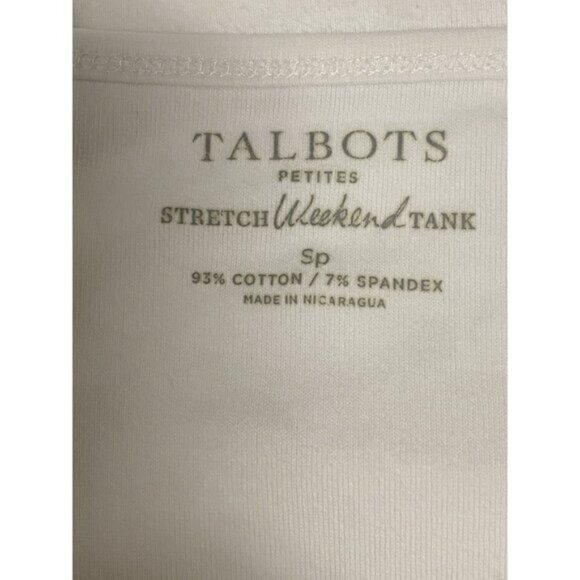 TALBOTS
PETITES
STRETCH Weekend TANK
Sp
93% COTTON / 7% SPANDEX
MADE IN NICARAGUA